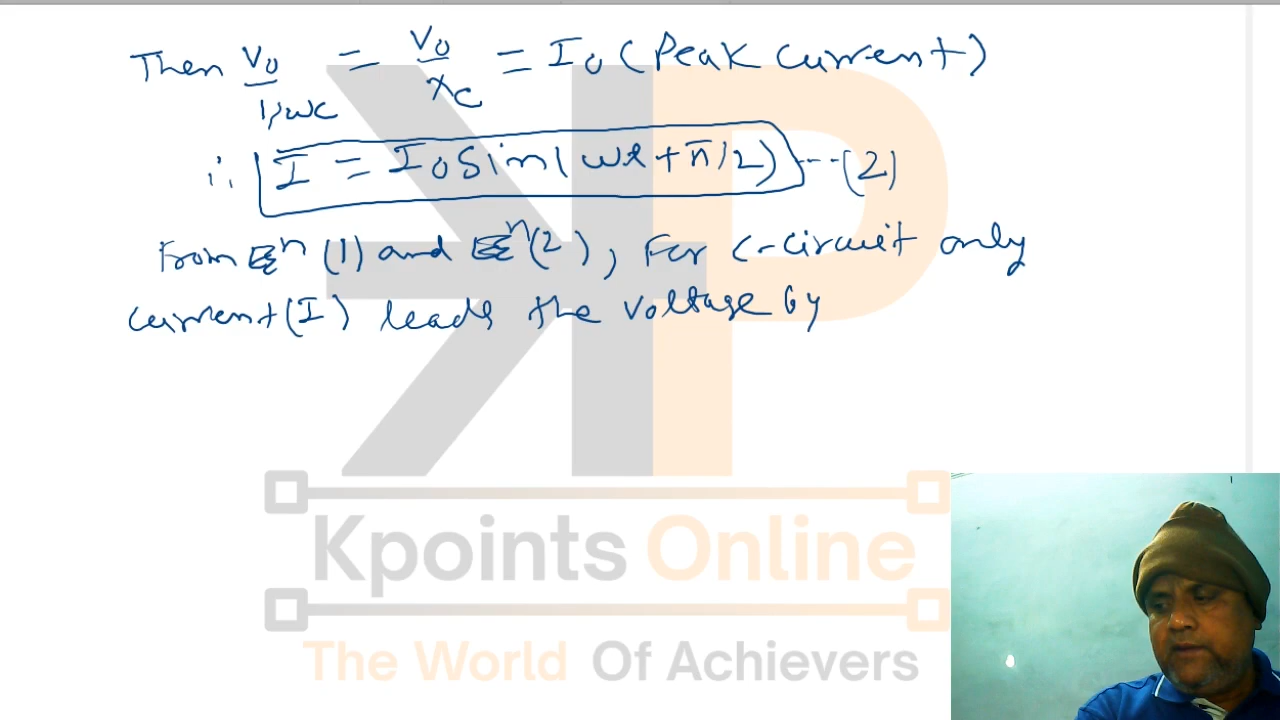 Then V0/1/ωC = V0/XC = I0 (Peak current)
∴ I = I0 Sin(ωt + π/2) ---(2)
From Eqn (1) and Eqn (2), For C-circuit only
current (I) leads the voltage by
Kpoints Online
The World Of Achievers